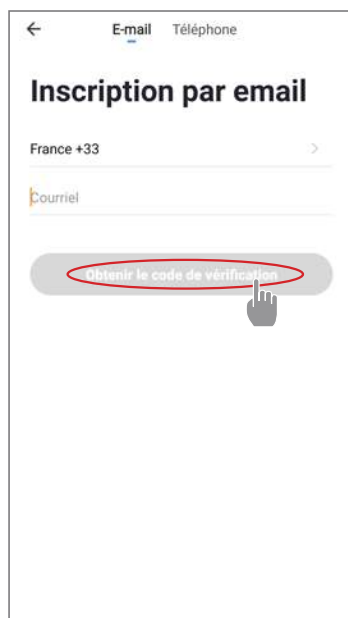 E-mail Téléphone
Inscription par email
France +33
Courriel
Obtenir le code de vérification